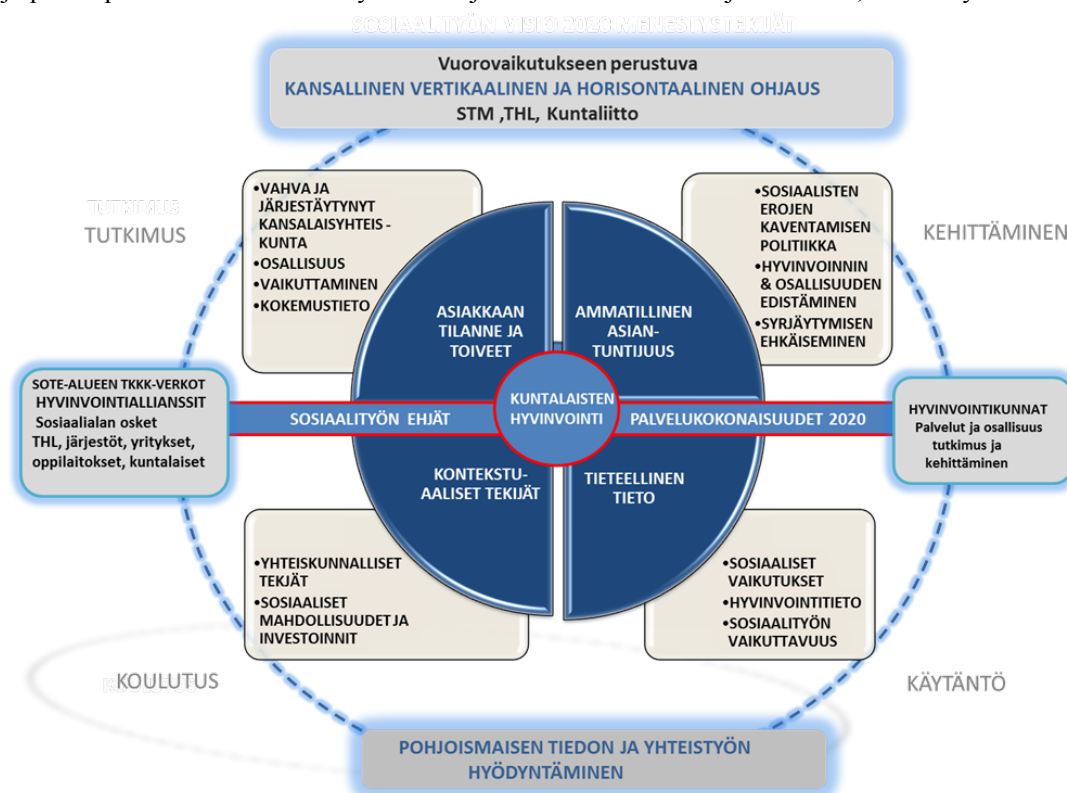 SOSIAALITYÖN VISIO 2020 MENESTYSTEKIJÄT
Vuorovaikutukseen perustuva
KANSALLINEN VERTIKAALINEN JA HORISONTAALINEN OHJAUS
STM ,THL, Kuntaliitto
TUTKIMUS
TUTKIMUS
KEHITTÄMINEN
•VAHVA JA
JÄRJESTÄYTYNYT
KANSALAISYHTEIS -
KUNTA
•OSALLISUUS
•VAIKUTTAMINEN
•KOKEMUSTIETO
•SOSIAALISTEN
EROJEN
KAVENTAMISEN
POLITIIKKA
•HYVINVOINNIN
& OSALLISUUDEN
EDISTÄMINEN
•SYRJÄYTYMISEN
EHKÄISEMINEN
ASIAKKAAN
TILANNE JA
TOIVEET
AMMATILLINEN
ASIAN-
TUNTIJUUS
SOTE-ALUEEN TKKK-VERKOT
HYVINVOINTIALLIANSSIT
Sosiaalialan osket
THL, järjestöt, yritykset,
oppilaitokset, kuntalaiset
SOSIAALITYÖN EHJÄT
KUNTALAISTEN
HYVINVOINTI
PALVELUKOKONAISUUDET 2020
HYVINVOINTIKUNNAT
Palvelut ja osallisuus
tutkimus ja
kehittäminen
KONTEKSTU-
AALISET TEKIJÄT
TIETEELLINEN
TIETO
•YHTEISKUNNALLISET
TEKJÄT
•SOSIAALISET
MAHDOLLISUUDET JA
INVESTOINNIT
•SOSIAALISET
VAIKUTUKSET
•HYVINVOINTITIETO
•SOSIAALITYÖN
VAIKUTTAVUUS
KOULUTUS
KÄYTÄNTÖ
POHJOISMAISEN TIEDON JA YHTEISTYÖN
HYÖDYNTÄMINEN